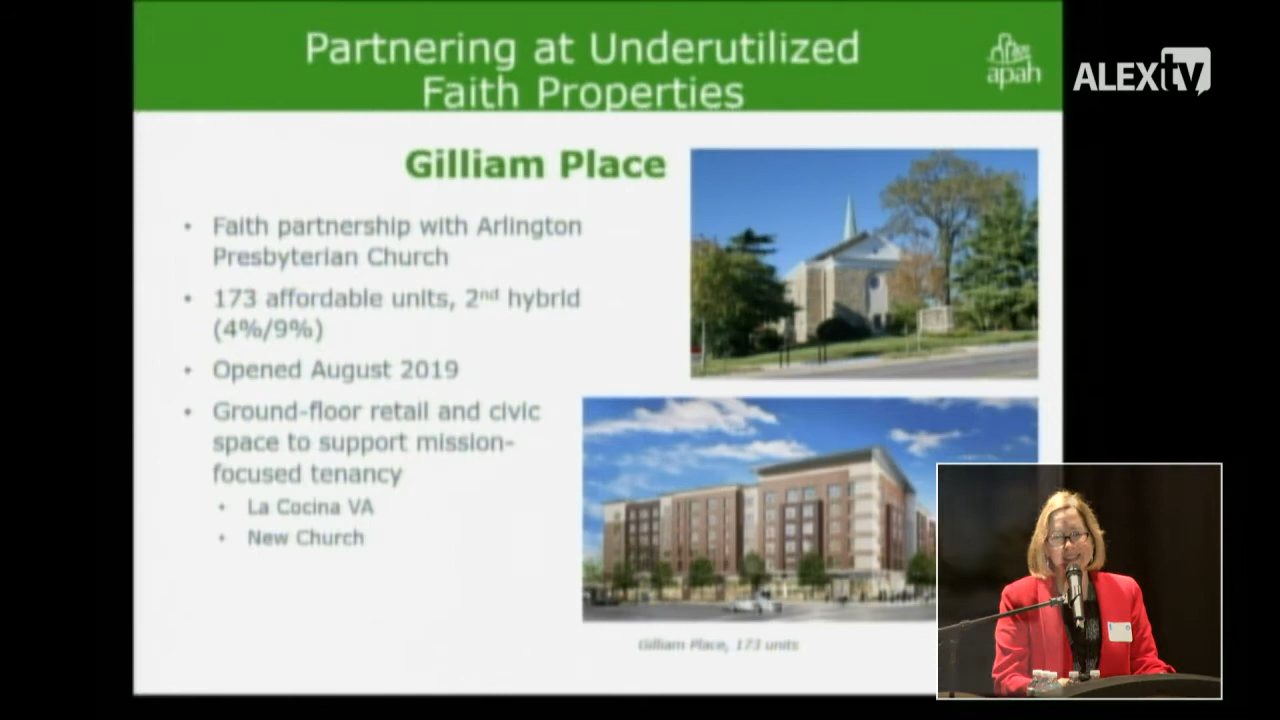 Partnering at Underutilized
Faith Properties
apah
ALEXtv
Gilliam Place
• Faith partnership with Arlington
Presbyterian Church
• 173 affordable units, 2nd hybrid
(4%/9%)
• Opened August 2019
• Ground-floor retail and civic
space to support mission-
focused tenancy
• La Cocina VA
• New Church
Gilliam Place, 173 units